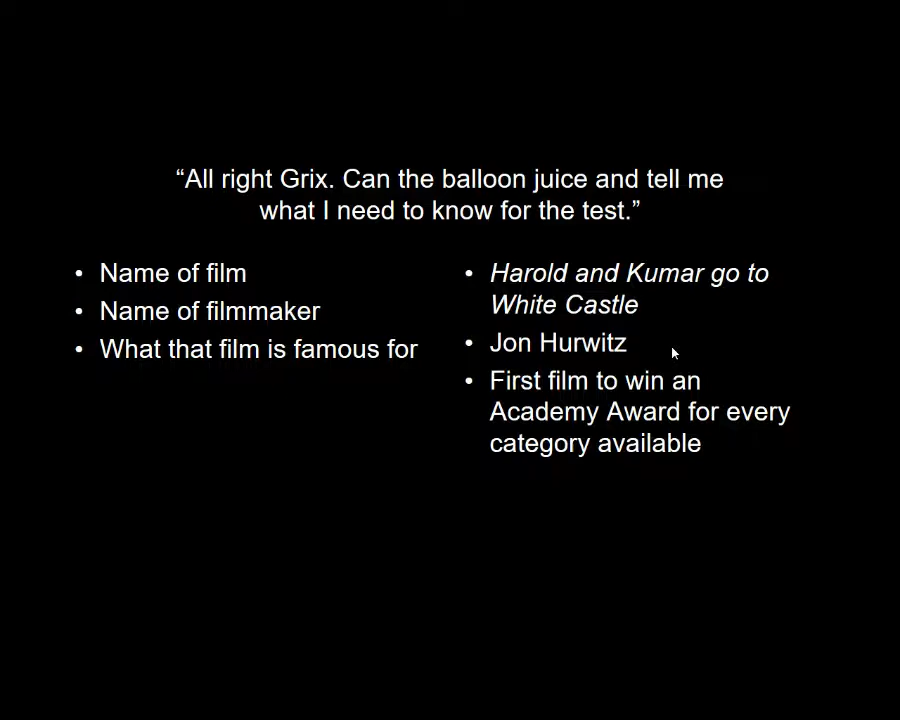 “All right Grix. Can the balloon juice and tell me
what I need to know for the test.”
• Name of film
• Name of filmmaker
• What that film is famous for
• Harold and Kumar go to
White Castle
• Jon Hurwitz
• First film to win an
Academy Award for every
category available